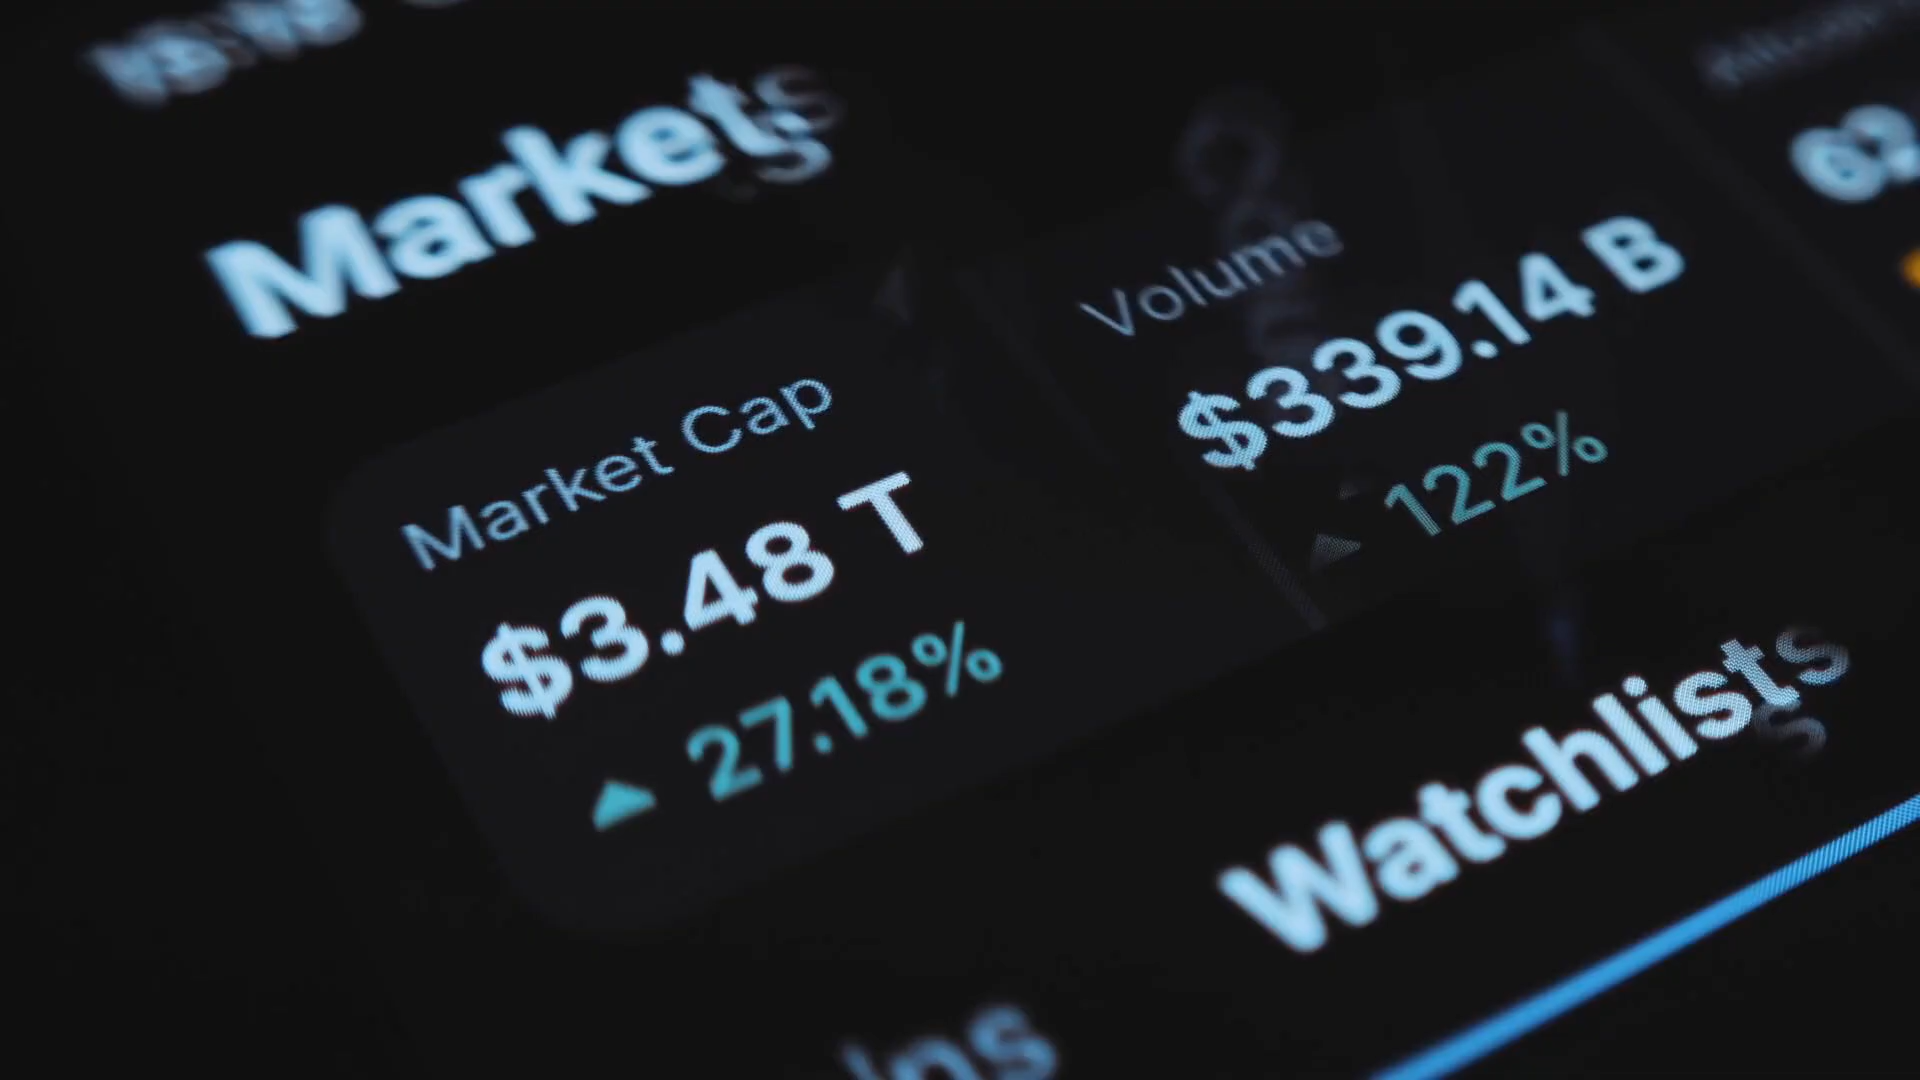 Markets
Market Cap
$3.48 T
27.18%
Volume
$339.14 B
122%
Watchlists